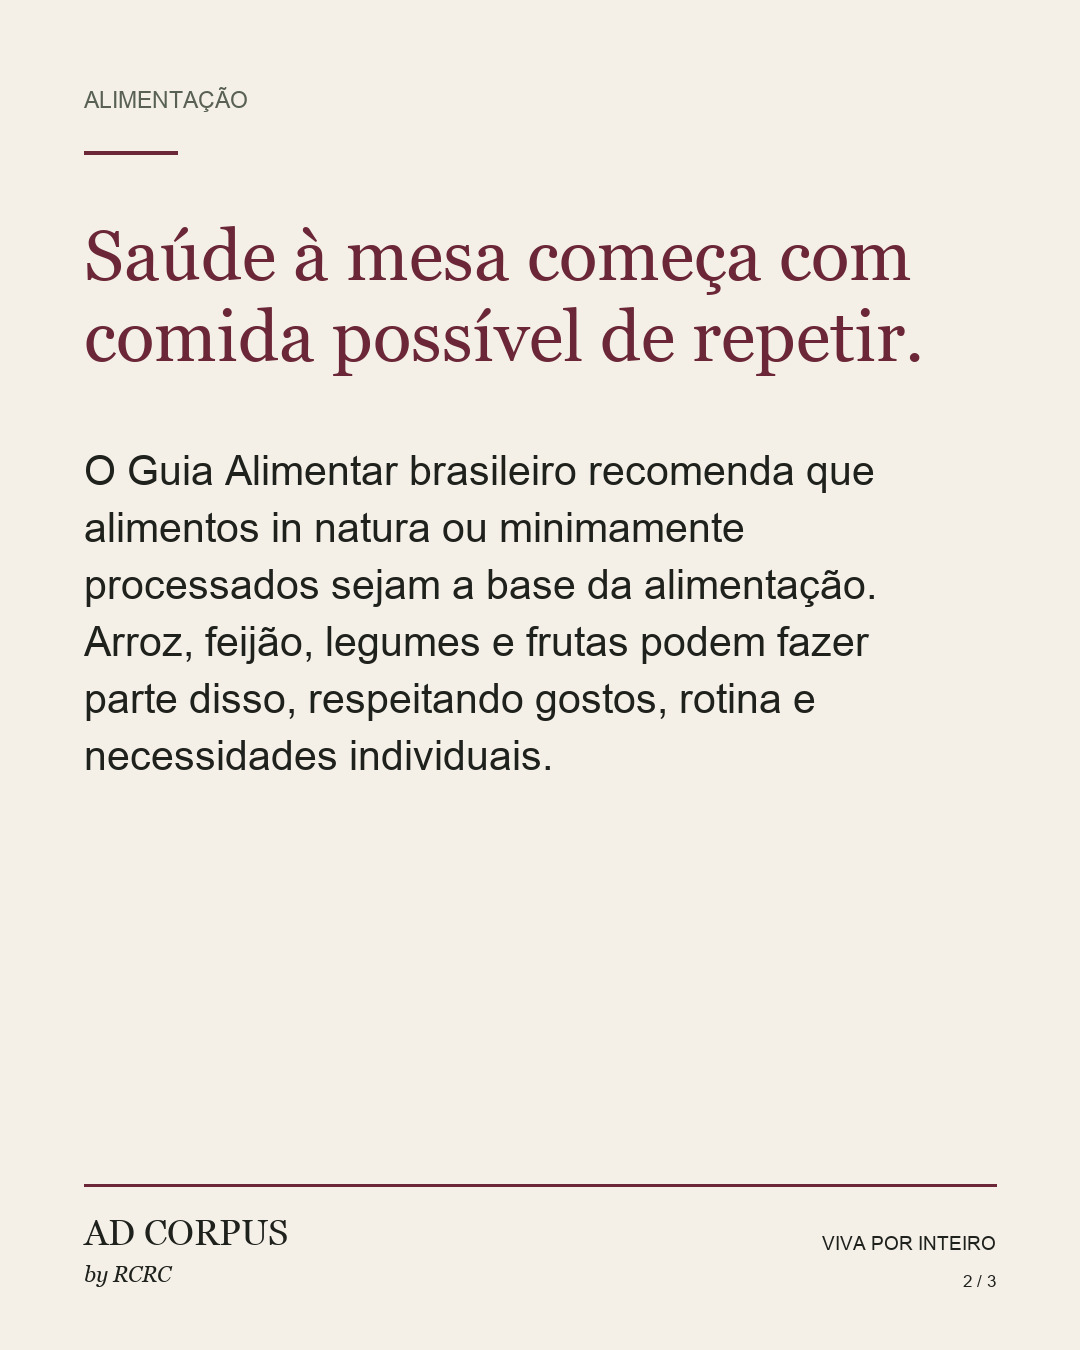 ALIMENTAÇÃO
Saúde à mesa começa com
comida possível de repetir.
O Guia Alimentar brasileiro recomenda que
alimentos in natura ou minimamente
processados sejam a base da alimentação.
Arroz, feijão, legumes e frutas podem fazer
parte disso, respeitando gostos, rotina e
necessidades individuais.
AD CORPUS
by RCRC
VIVA POR INTEIRO
2 / 3